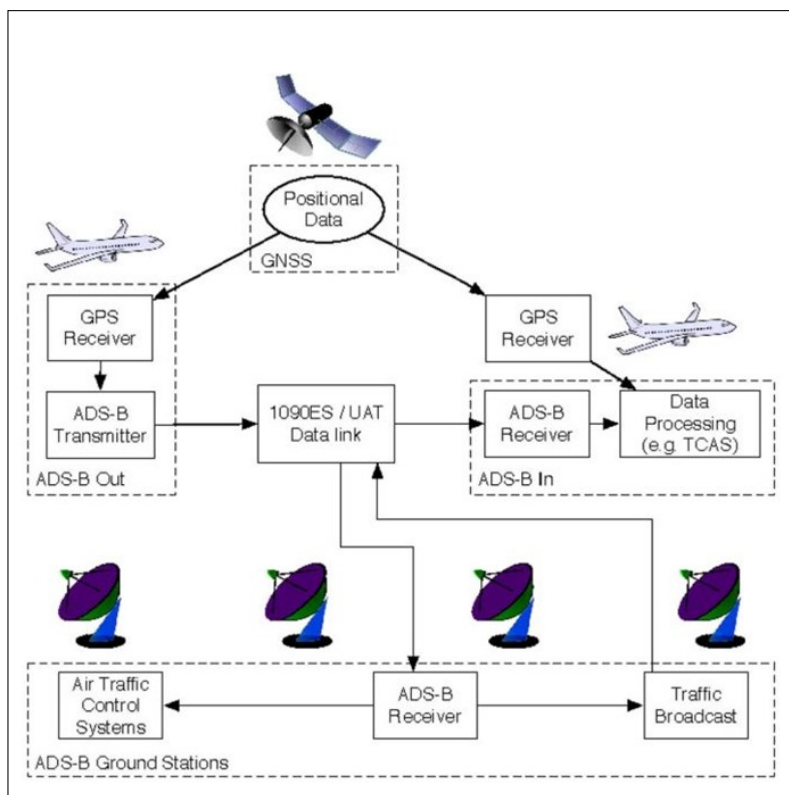 Positional
Data
GNSS
GPS
Receiver
GPS
Receiver
ADS-B
Transmitter
1090ES / UAT
Data link
ADS-B
Receiver
Data
Processing
(e.g. TCAS)
ADS-B Out
ADS-B In
Air Traffic
Control
Systems
ADS-B
Receiver
Traffic
Broadcast
ADS-B Ground Stations